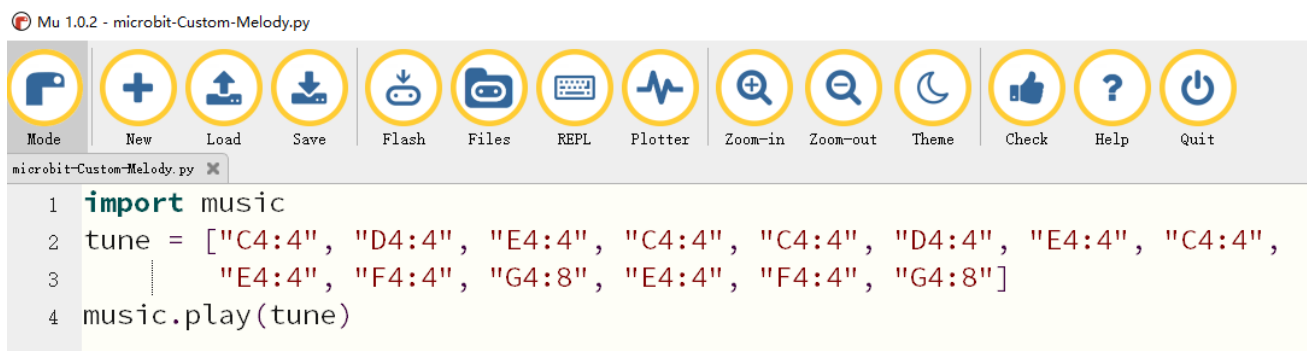 Mu 1.0.2 - microbit-Custom-Melody.py
Mode New Load Save Flash Files REPL Plotter Zoom-in Zoom-out Theme Check Help Quit
microbit-Custom-Melody.py
1 import music
2 tune = ["C4:4", "D4:4", "E4:4", "C4:4", "C4:4", "D4:4", "E4:4", "C4:4",
3 "E4:4", "F4:4", "G4:8", "E4:4", "F4:4", "G4:8"]
4 music.play(tune)